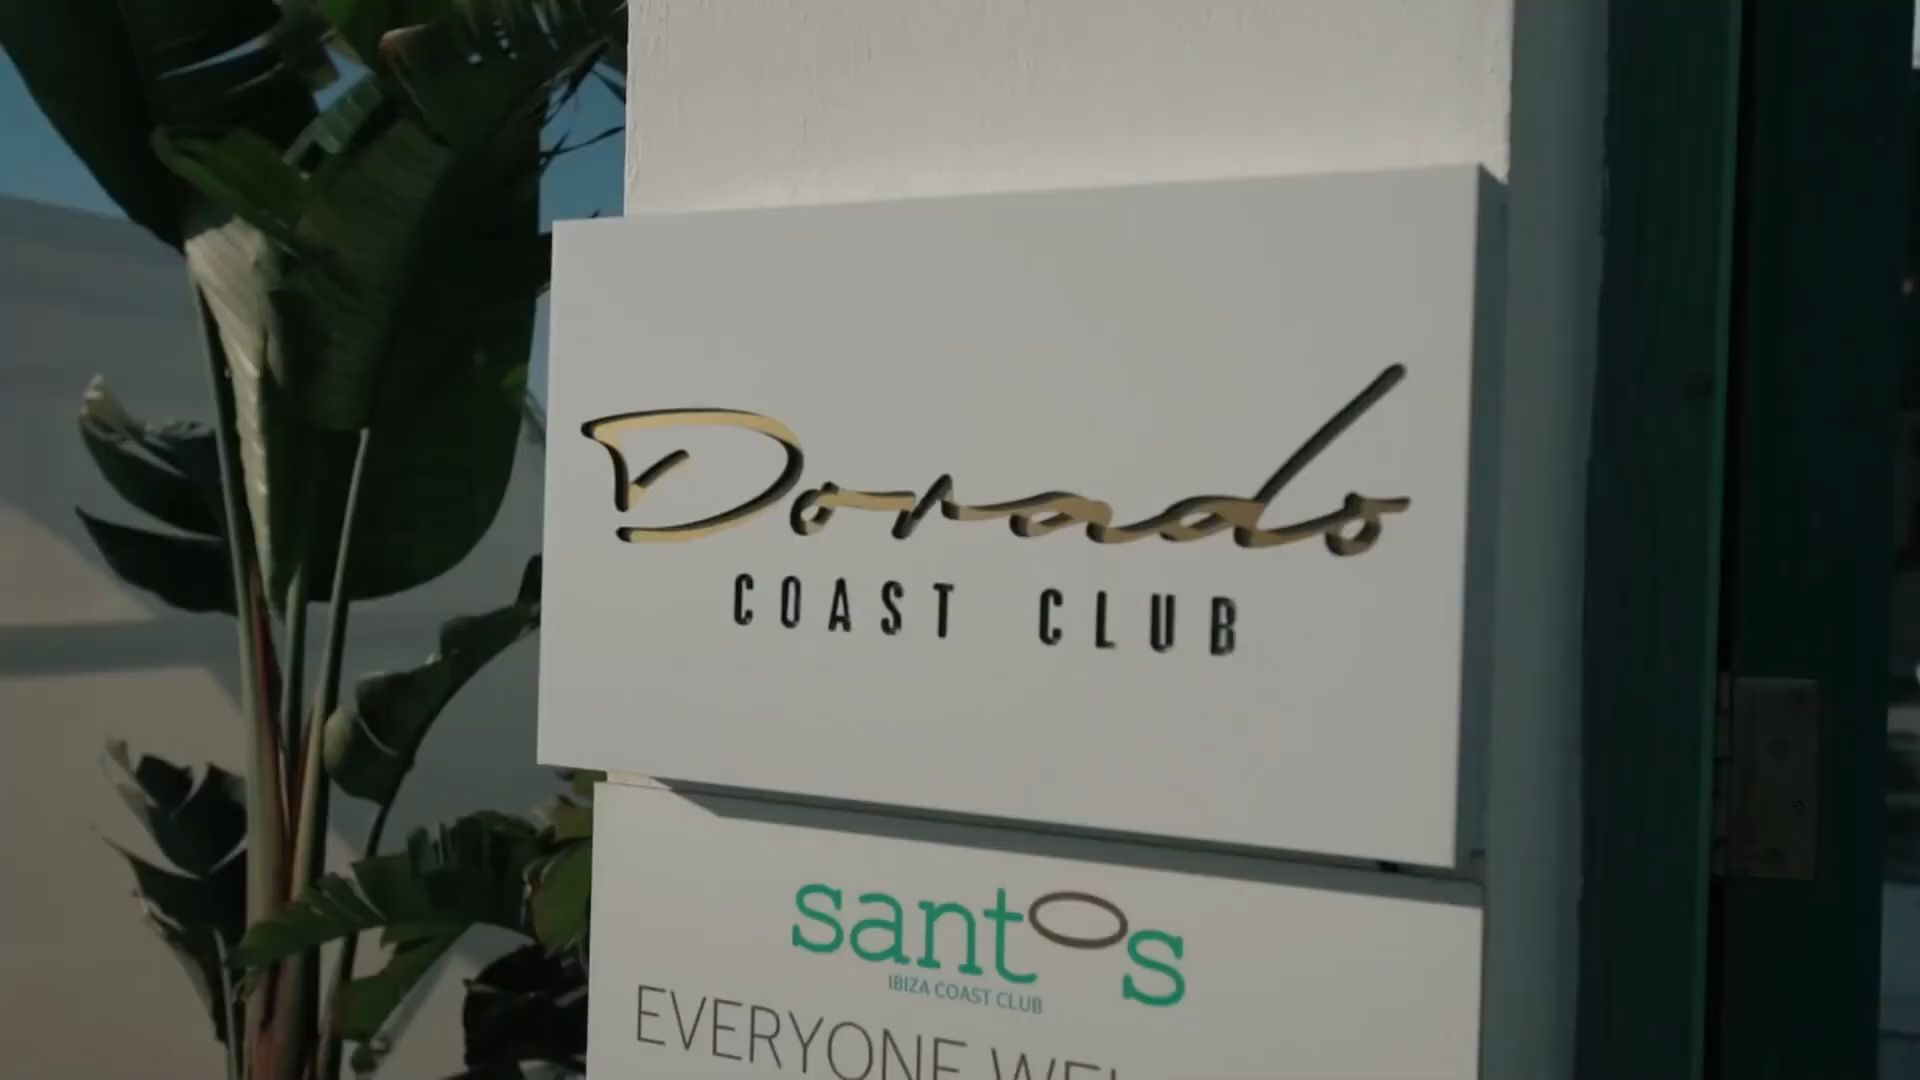 Dorado
COAST CLUB
santos
IBIZA COAST CLUB
EVERYONE